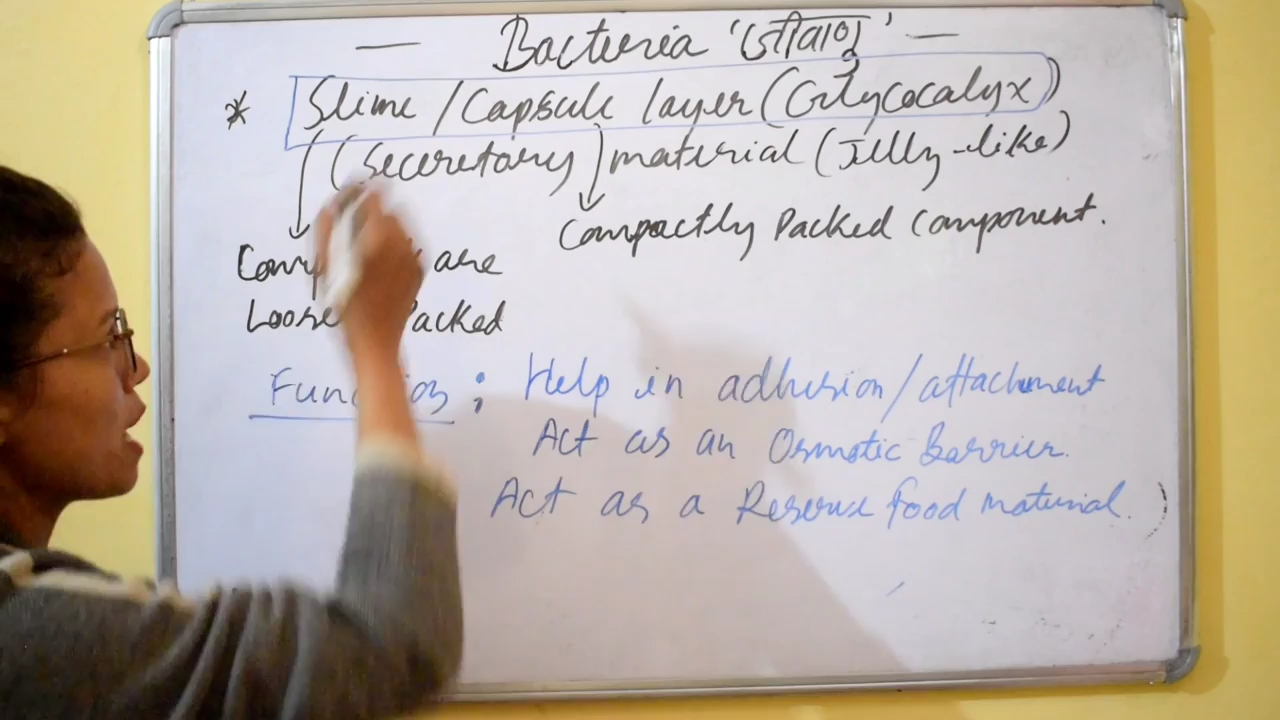 — Bacteria 'जीवाणु' —
* Slime / Capsule layer (Glycocalyx)
(Seceretory) material (Jelly-like)
Compactly Packed Component.
are
Packed
: Help in adhesion / attachment
Act as an Osmotic Barrier.
Act as a Reserve food material.